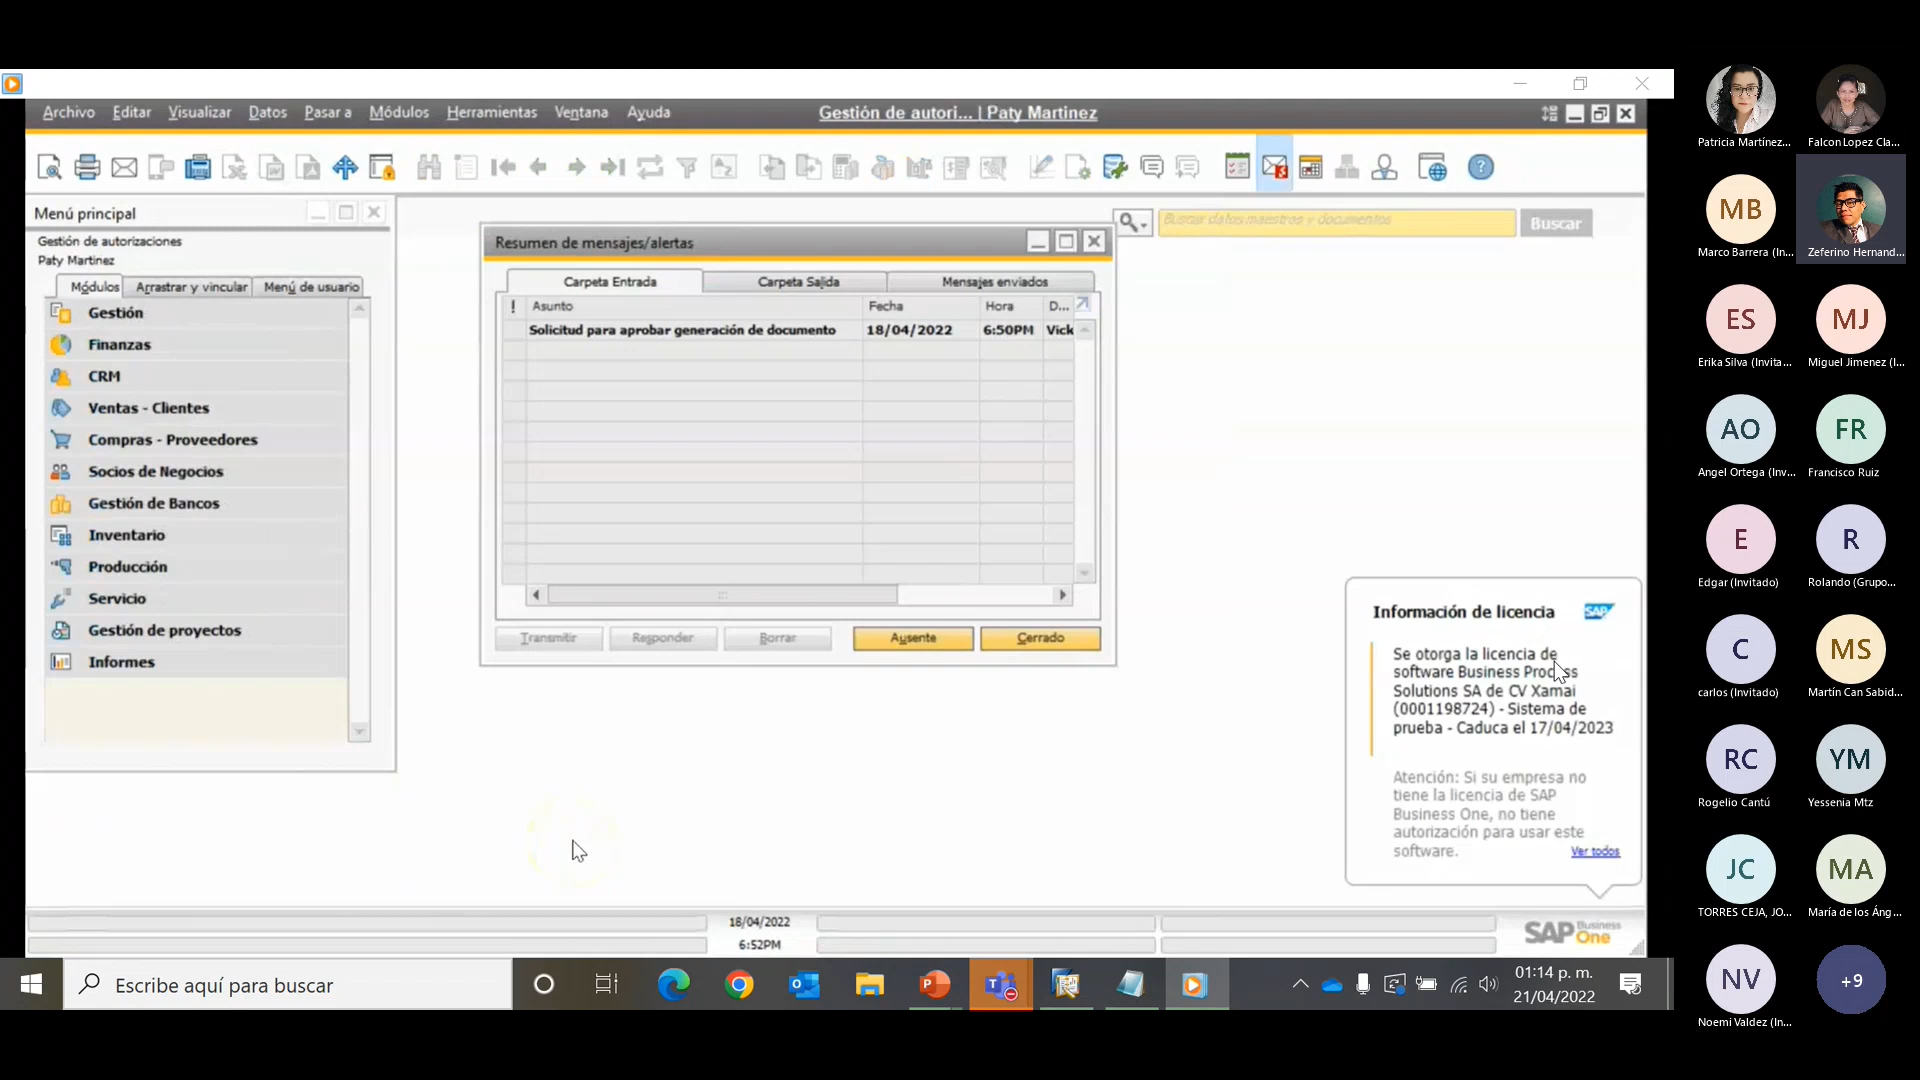 Archivo Editar Visualizar Datos Pasar a Módulos Herramientas Ventana Ayuda
Gestión de autori... | Paty Martinez
Menú principal
Gestión de autorizaciones
Paty Martinez
Módulos Arrastrar y vincular Menú de usuario
Gestión
Finanzas
CRM
Ventas - Clientes
Compras - Proveedores
Socios de Negocios
Gestión de Bancos
Inventario
Producción
Servicio
Gestión de proyectos
Informes
Buscar datos maestros y documentos
Buscar
Resumen de mensajes/alertas
Carpeta Entrada Carpeta Salida Mensajes enviados
! Asunto Fecha Hora D...
Solicitud para aprobar generación de documento 18/04/2022 6:50PM Vick
Transmitir Responder Borrar Ausente Cerrado
Información de licencia SAP
Se otorga la licencia de
software Business Process
Solutions SA de CV Xamai
(0001198724) - Sistema de
prueba - Caduca el 17/04/2023
Atención: Si su empresa no
tiene la licencia de SAP
Business One, no tiene
autorización para usar este
software.
Ver todos
18/04/2022
6:52PM
SAP Business One
Escribe aquí para buscar
01:14 p. m.
21/04/2022
Patricia Martínez...
Falcon Lopez Cla...
MB
Marco Barrera (In...
Zeferino Hernand...
ES
Erika Silva (Invita...
MJ
Miguel Jimenez (I...
AO
Angel Ortega (Inv...
FR
Francisco Ruiz
E
Edgar (Invitado)
R
Rolando (Grupo...
C
carlos (Invitado)
MS
Martín Can Sabid...
RC
Rogelio Cantú
YM
Yessenia Mtz
JC
TORRES CEJA, JO...
MA
María de los Áng...
NV
Noemi Valdez (In...
+9